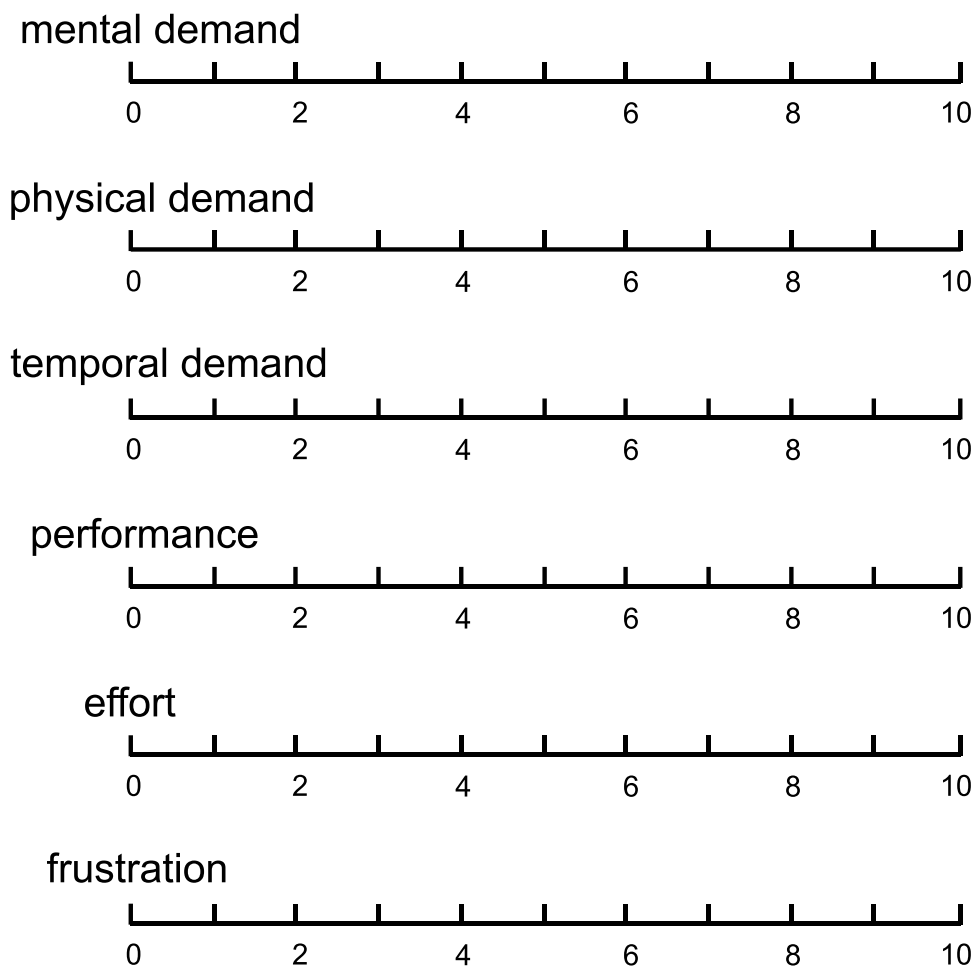 mental demand
0 2 4 6 8 10
physical demand
0 2 4 6 8 10
temporal demand
0 2 4 6 8 10
performance
0 2 4 6 8 10
effort
0 2 4 6 8 10
frustration
0 2 4 6 8 10